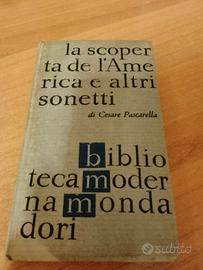 la scoper
ta de l'Ame
rica e altri
sonetti
di Cesare Pascarella
biblio
tecamoder
namonda
dori
subito